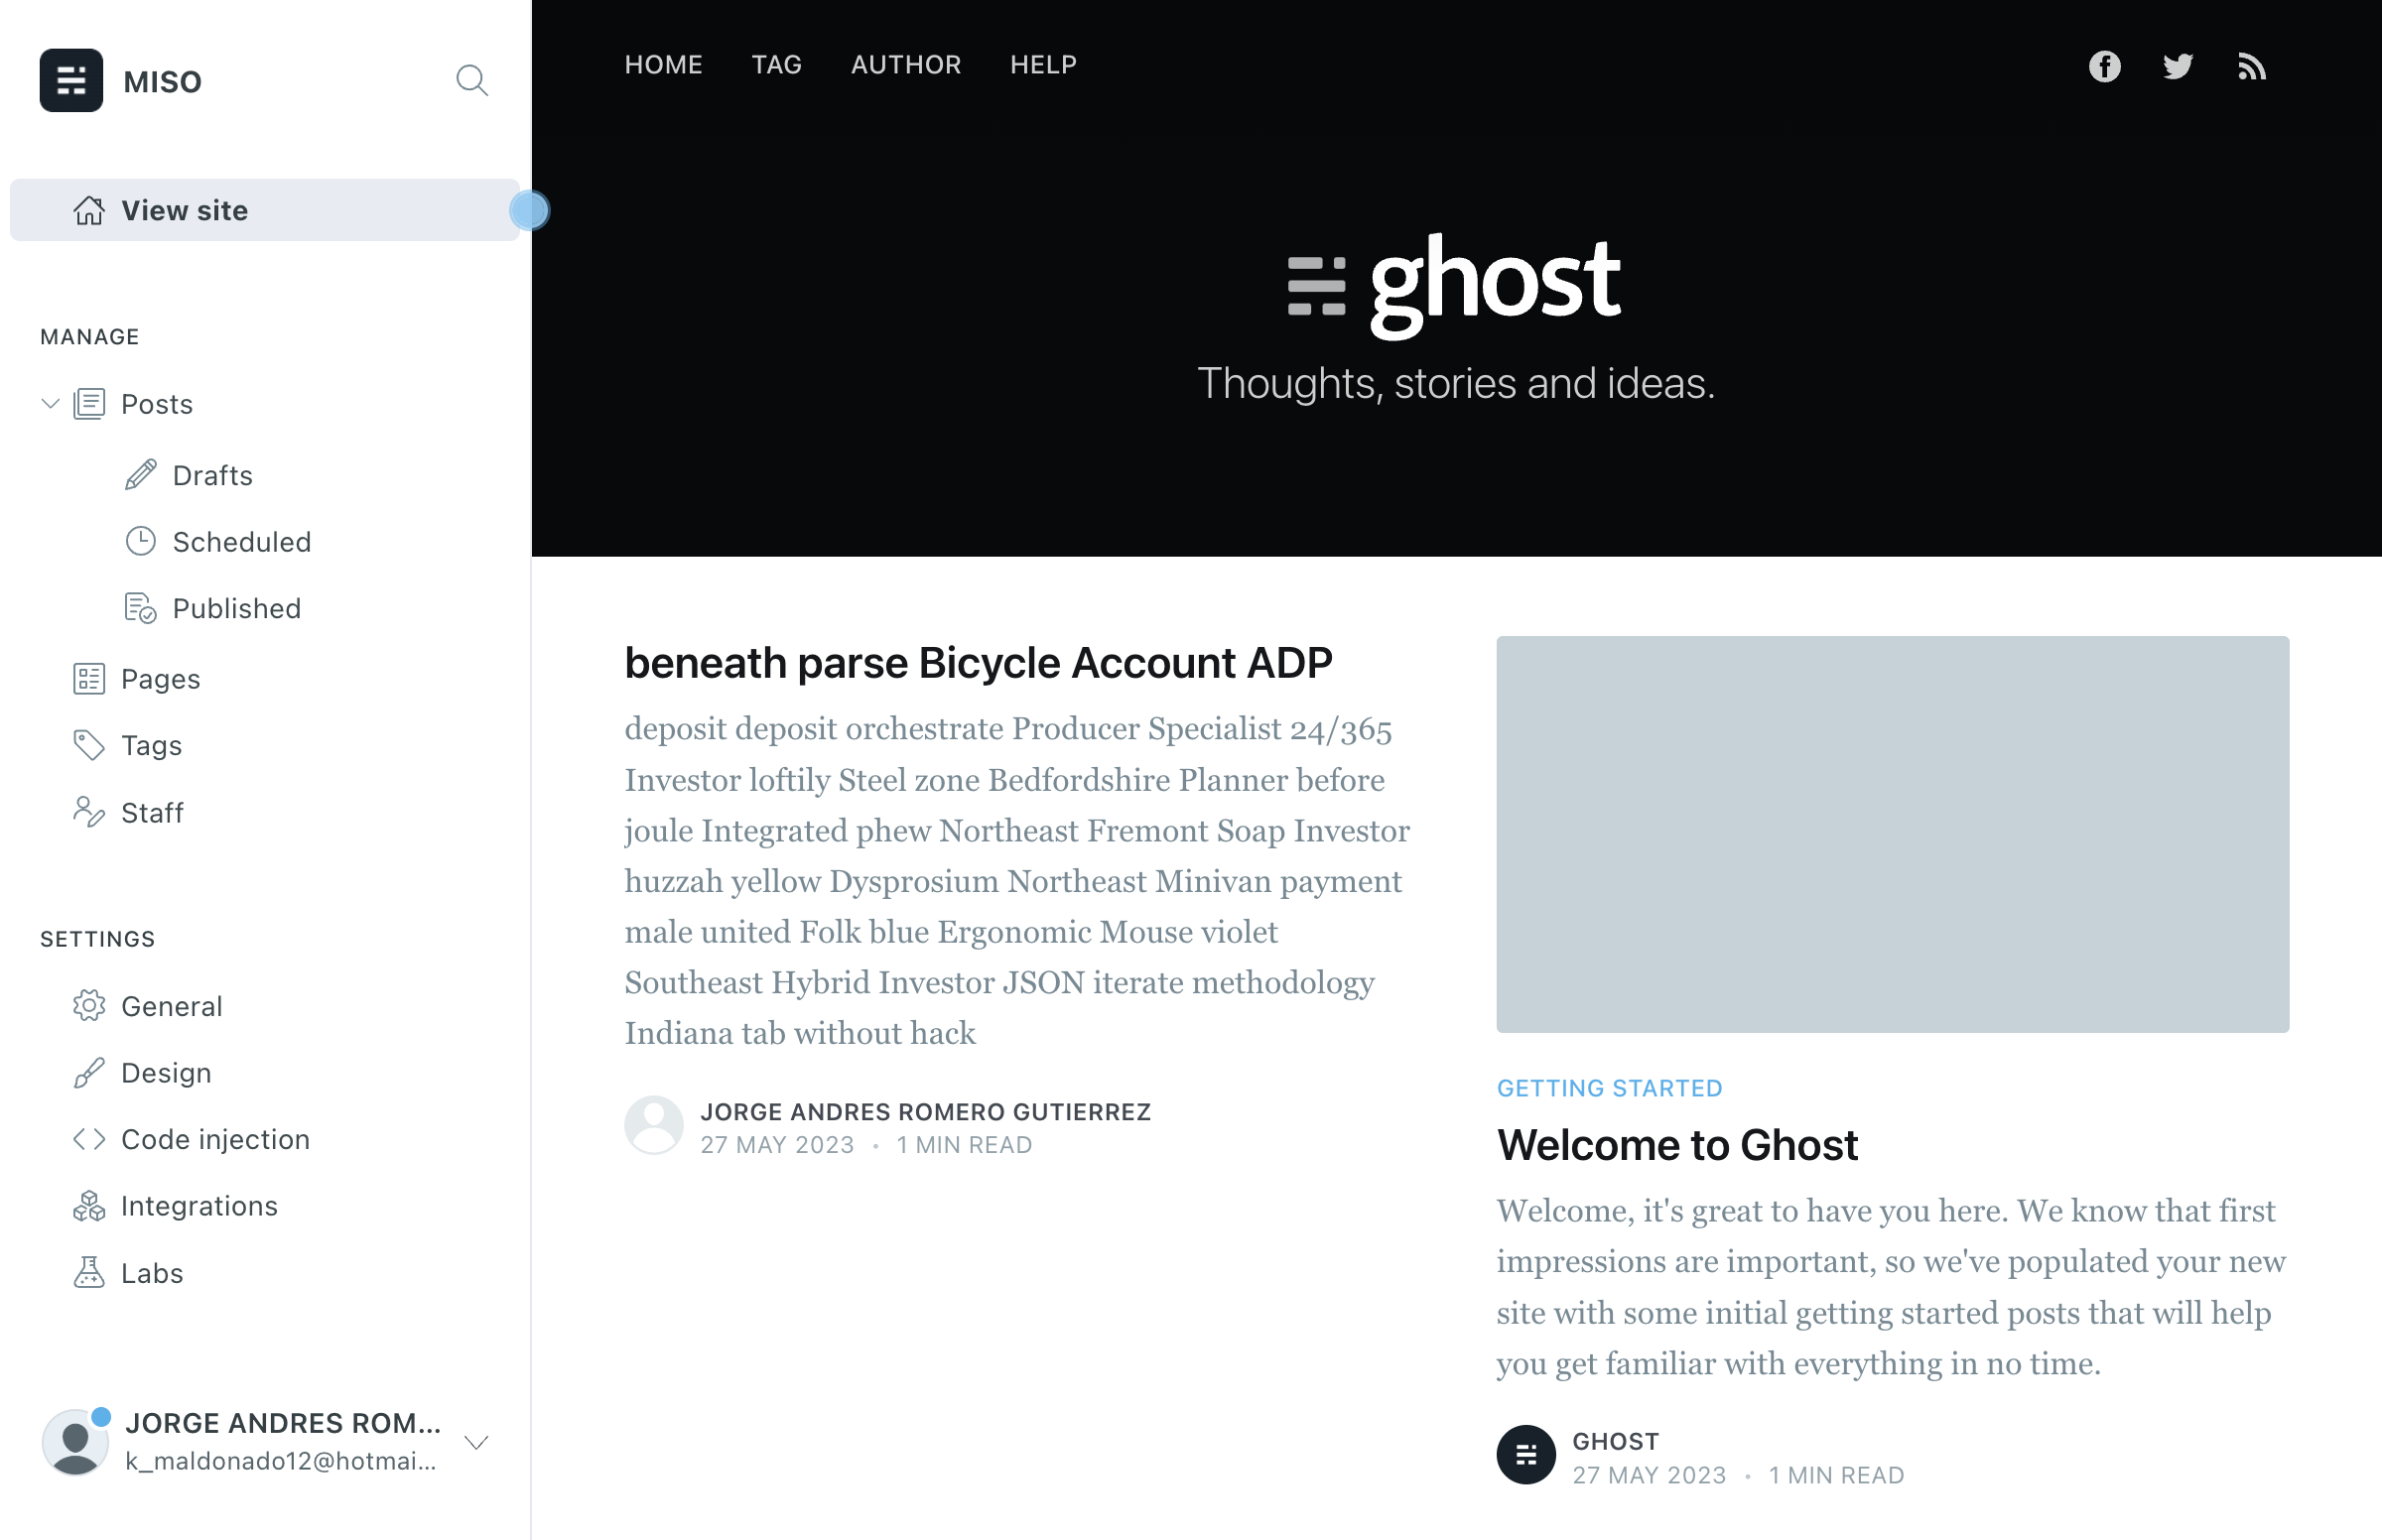 MISO
View site
MANAGE
Posts
Drafts
Scheduled
Published
Pages
Tags
Staff
SETTINGS
General
Design
Code injection
Integrations
Labs
JORGE ANDRES ROM...
k_maldonado12@hotmai...
HOME TAG AUTHOR HELP
ghost
Thoughts, stories and ideas.
beneath parse Bicycle Account ADP
deposit deposit orchestrate Producer Specialist 24/365
Investor loftily Steel zone Bedfordshire Planner before
joule Integrated phew Northeast Fremont Soap Investor
huzzah yellow Dysprosium Northeast Minivan payment
male united Folk blue Ergonomic Mouse violet
Southeast Hybrid Investor JSON iterate methodology
Indiana tab without hack
JORGE ANDRES ROMERO GUTIERREZ
27 MAY 2023 • 1 MIN READ
GETTING STARTED
Welcome to Ghost
Welcome, it's great to have you here. We know that first
impressions are important, so we've populated your new
site with some initial getting started posts that will help
you get familiar with everything in no time.
GHOST
27 MAY 2023 • 1 MIN READ